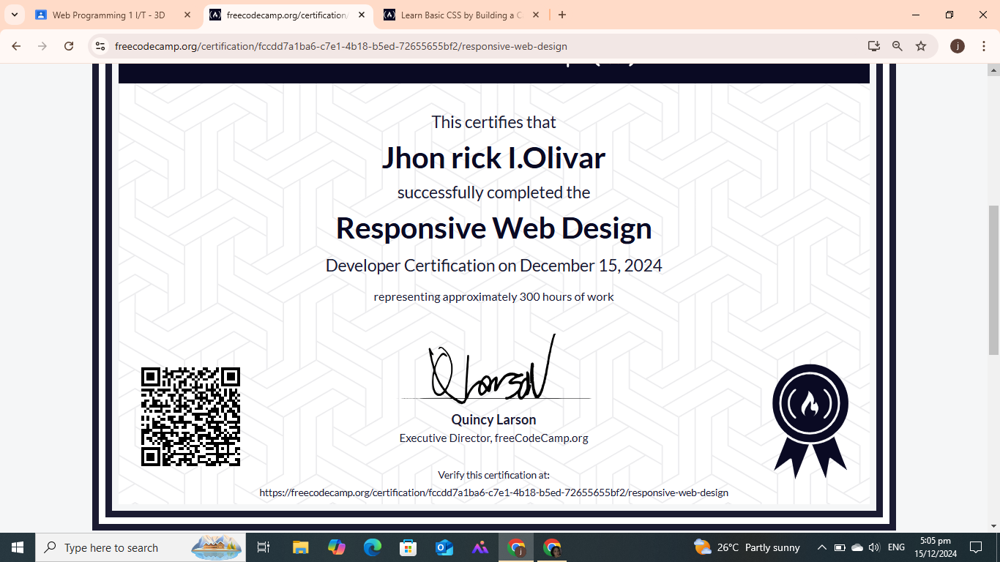 Web Programming 1 I/T - 3D
freecodecamp.org/certification/
Learn Basic CSS by Building a C
freecodecamp.org/certification/fccdd7a1ba6-c7e1-4b18-b5ed-72655655bf2/responsive-web-design
j
This certifies that
Jhon rick I.Olivar
successfully completed the
Responsive Web Design
Developer Certification on December 15, 2024
representing approximately 300 hours of work
Quincy Larson
Executive Director, freeCodeCamp.org
Verify this certification at:
https://freecodecamp.org/certification/fccdd7a1ba6-c7e1-4b18-b5ed-72655655bf2/responsive-web-design
Type here to search
j
26°C Partly sunny
ENG
5:05 pm
15/12/2024